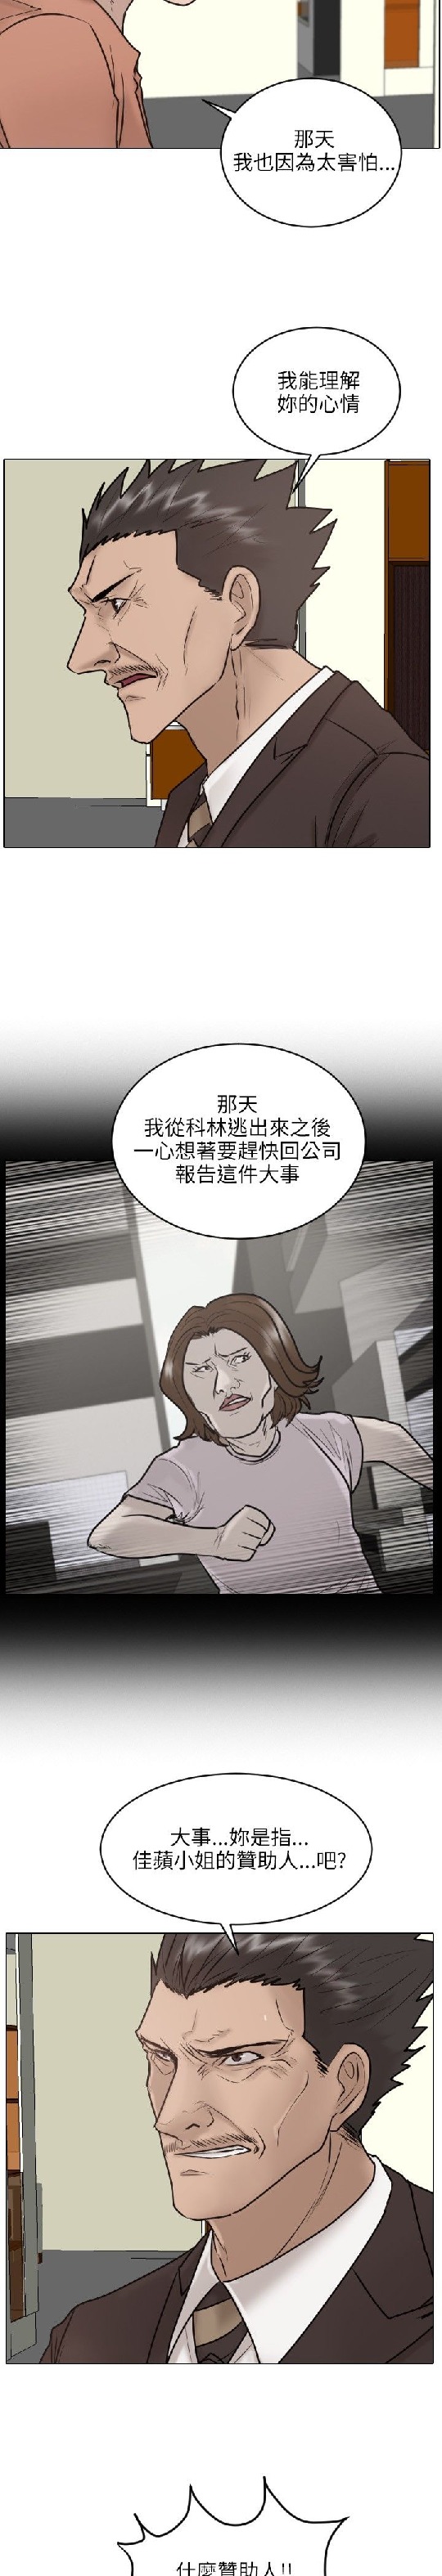 那天
我也因為太害怕...
我能理解
妳的心情
那天
我從科林逃出來之後
一心想著要趕快回公司
報告這件大事
大事...妳是指...
佳蘋小姐的贊助人...吧?
什麼贊助人!!